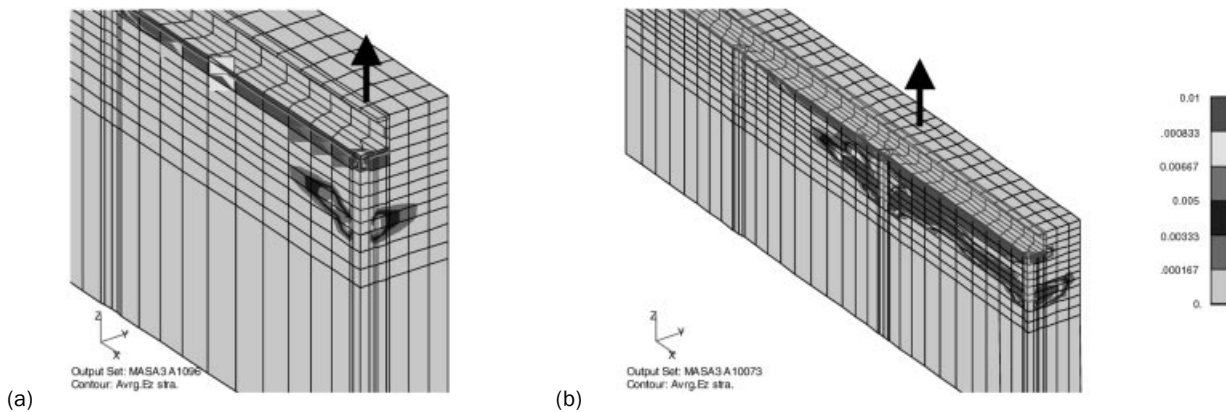 Z
Y
X
Output Set: MASA3 A1096
Contour: Avrg.Ez stra.
(a)
Z
Y
X
Output Set: MASA3 A10073
Contour: Avrg.Ez stra.
(b)
0.01
.000833
0.00667
0.005
0.00333
.000167
0.